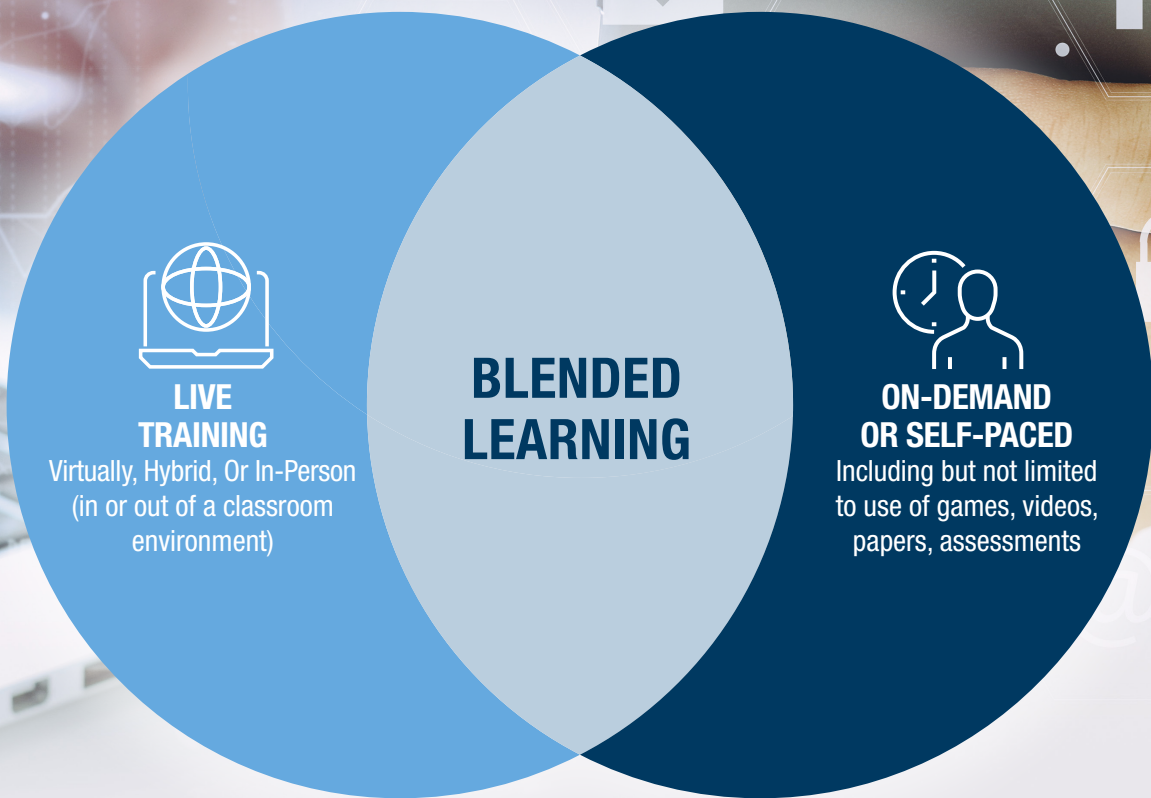 LIVE
TRAINING
Virtually, Hybrid, Or In-Person
(in or out of a classroom
environment)
BLENDED
LEARNING
ON-DEMAND
OR SELF-PACED
Including but not limited
to use of games, videos,
papers, assessments